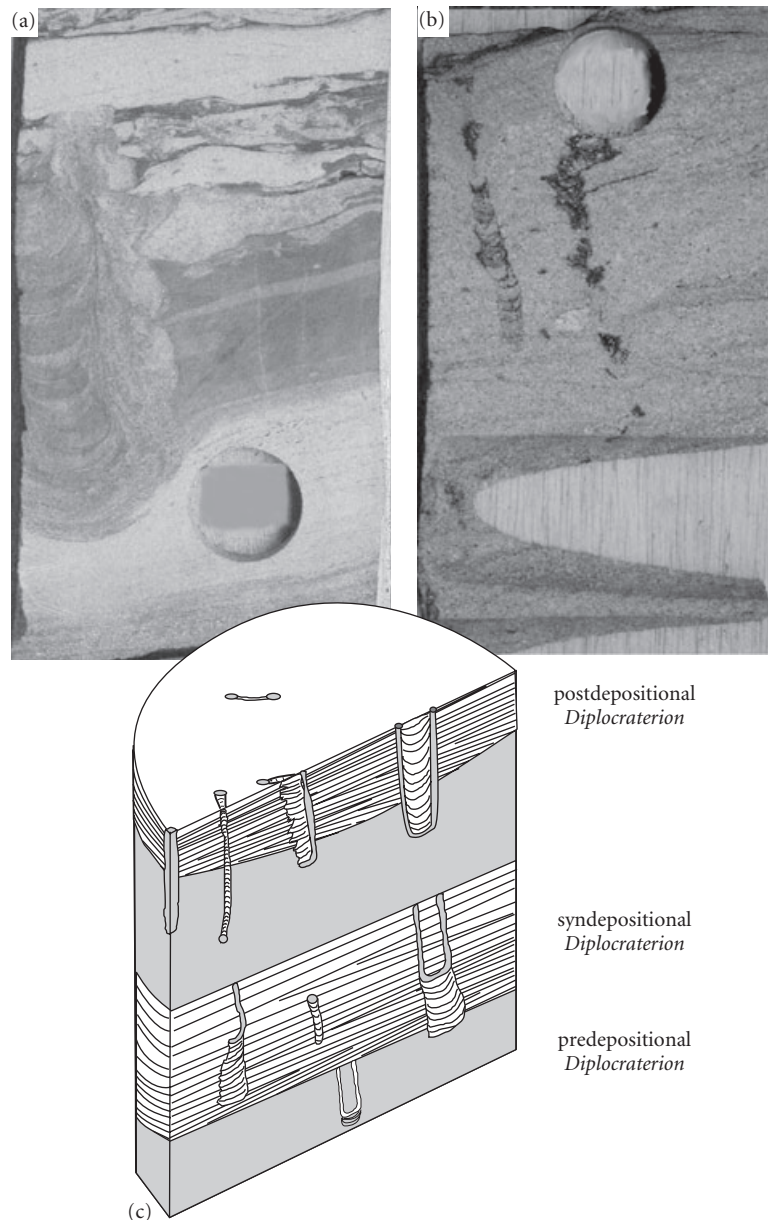 (a)
(b)
postdepositional
Diplocraterion
syndepositional
Diplocraterion
predepositional
Diplocraterion
(c)